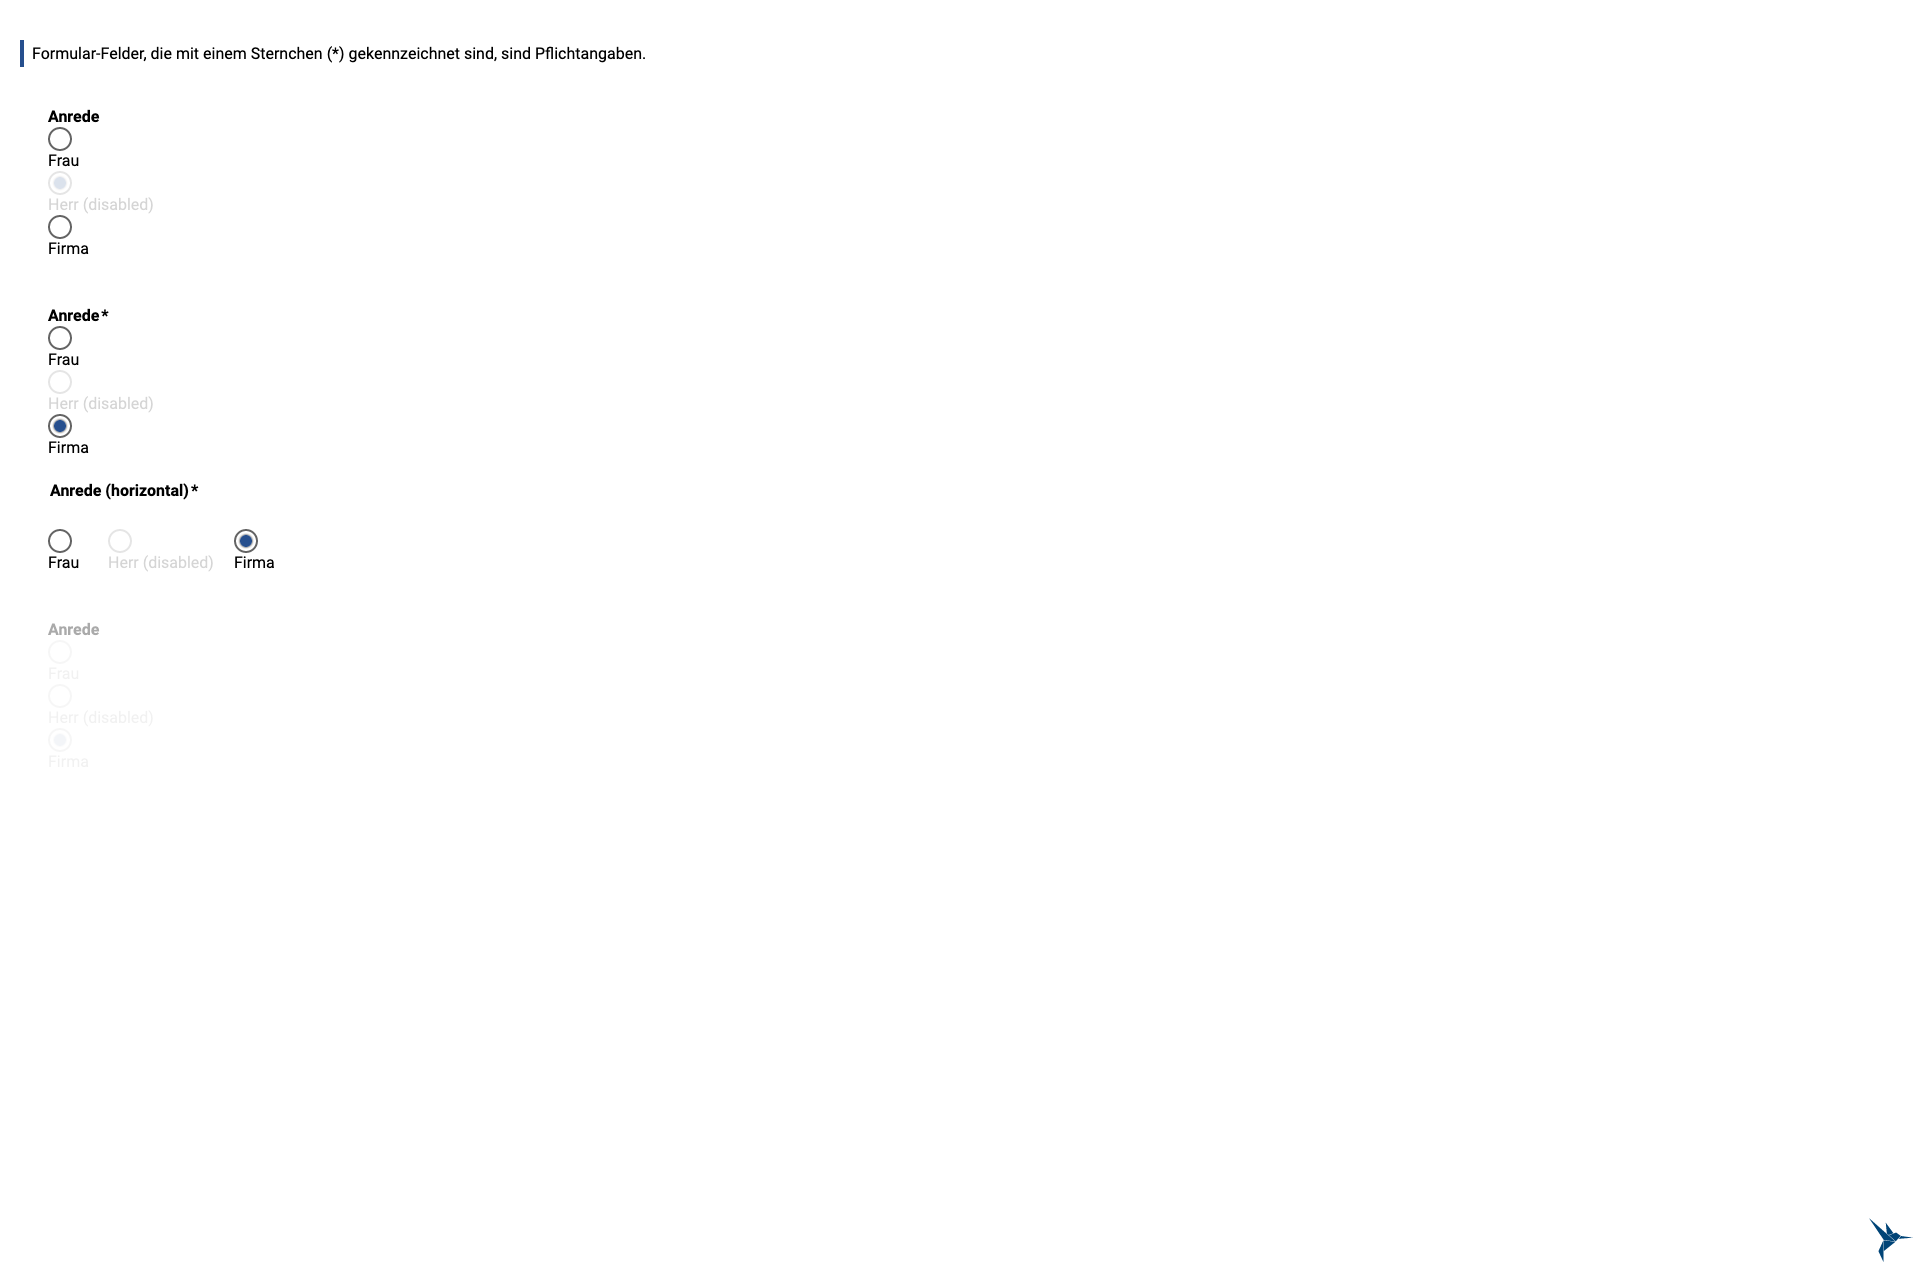 Formular-Felder, die mit einem Sternchen (*) gekennzeichnet sind, sind Pflichtangaben.
Anrede
Frau
Herr (disabled)
Firma
Anrede*
Frau
Herr (disabled)
Firma
Anrede (horizontal)*
Frau Herr (disabled) Firma
Anrede
Frau
Herr (disabled)
Firma